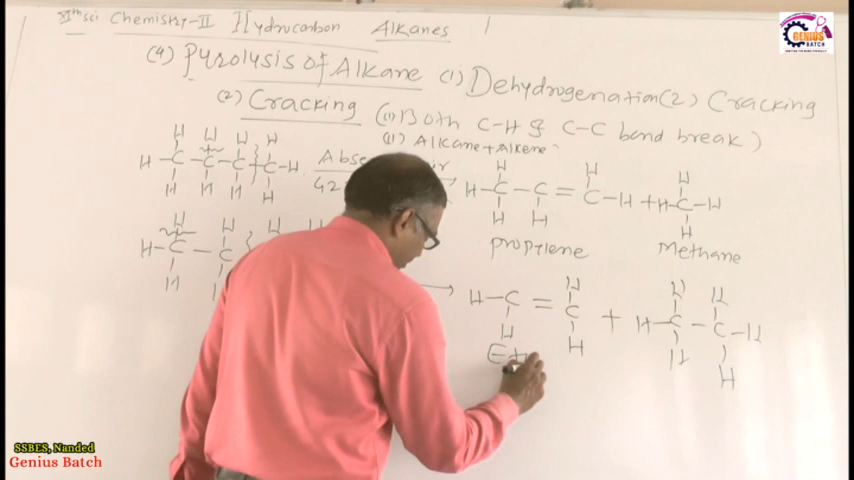 XIth sci Chemistry-II Hydrocarbon Alkanes
(4) Pyrolysis of Alkane (1) Dehydrogenation (2) Cracking
(2) Cracking (i) Both C-H & C-C bond break)
(ii) Alkane + Alkene
H H H H
H - C - C - C - C - H
H H H H
H H
H - C - C = C - H + H - C - H
H H H
propylene Methane
H H
H - C - C
H
H H H
H - C = C + H - C - C - H
H H H H
Eth
GENIUS
BATCH
SSBES, Nanded
Genius Batch